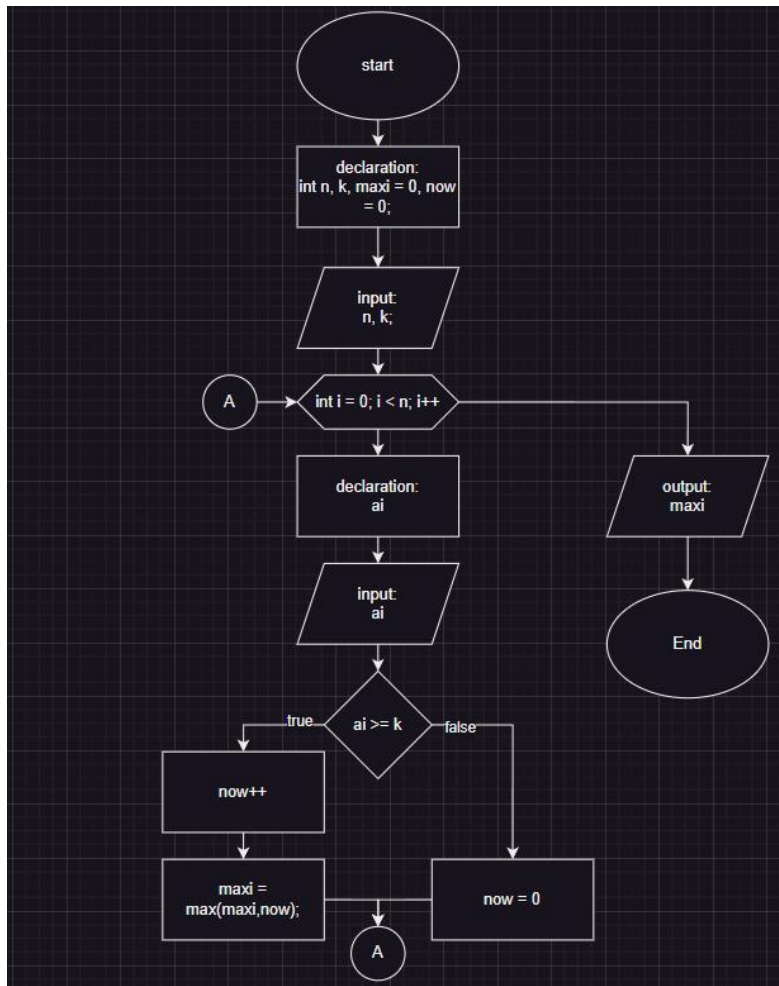 start
declaration:
int n, k, maxi = 0, now
= 0;
input:
n, k;
A
int i = 0; i < n; i++
declaration:
ai
output:
maxi
input:
ai
End
true
ai >= k
false
now++
maxi =
max(maxi,now);
now = 0
A